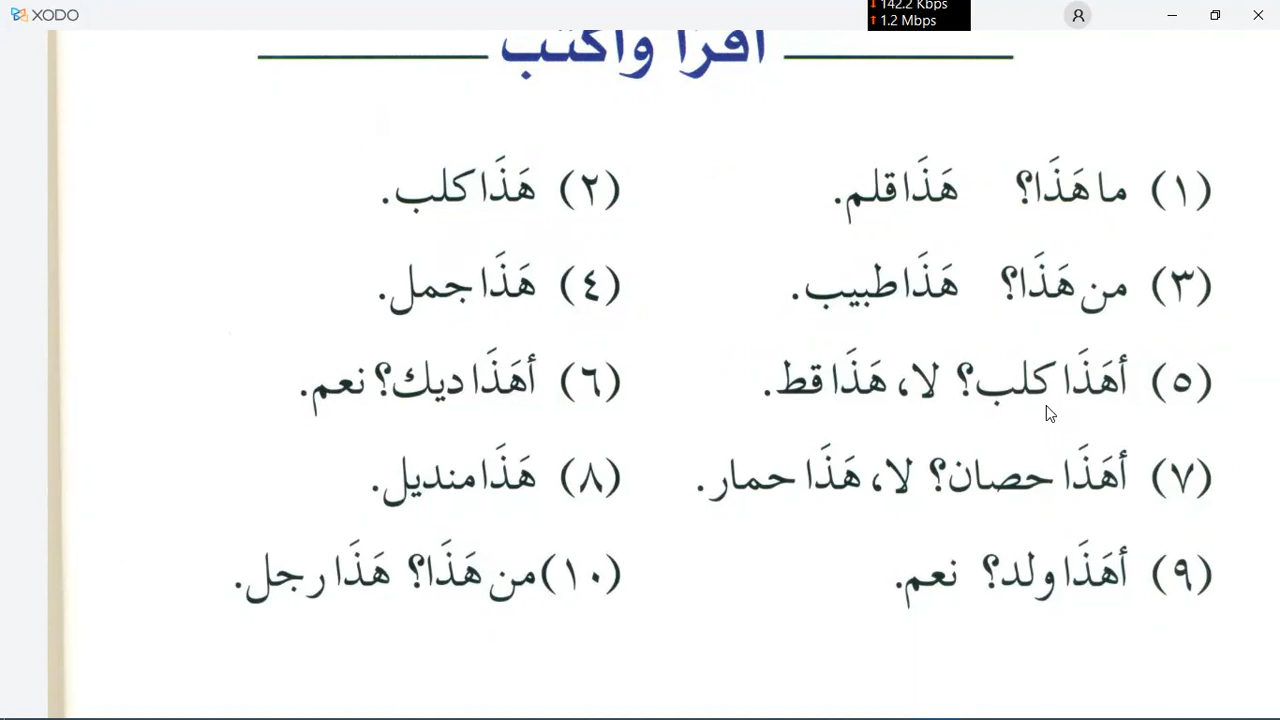 XODO
↓ 142.2 Kbps
↑ 1.2 Mbps
اقرأ واكتب
(١) ما هَذَا؟ هَذَا قلم.
(٢) هَذَا كلب.
(٣) من هَذَا؟ هَذَا طبيب.
(٤) هَذَا جمل.
(٥) أهَذَا كلب؟ لا، هَذَا قط.
(٦) أهَذَا ديك؟ نعم.
(٧) أهَذَا حصان؟ لا، هَذَا حمار.
(٨) هَذَا منديل.
(٩) أهَذَا ولد؟ نعم.
(١٠) من هَذَا؟ هَذَا رجل.